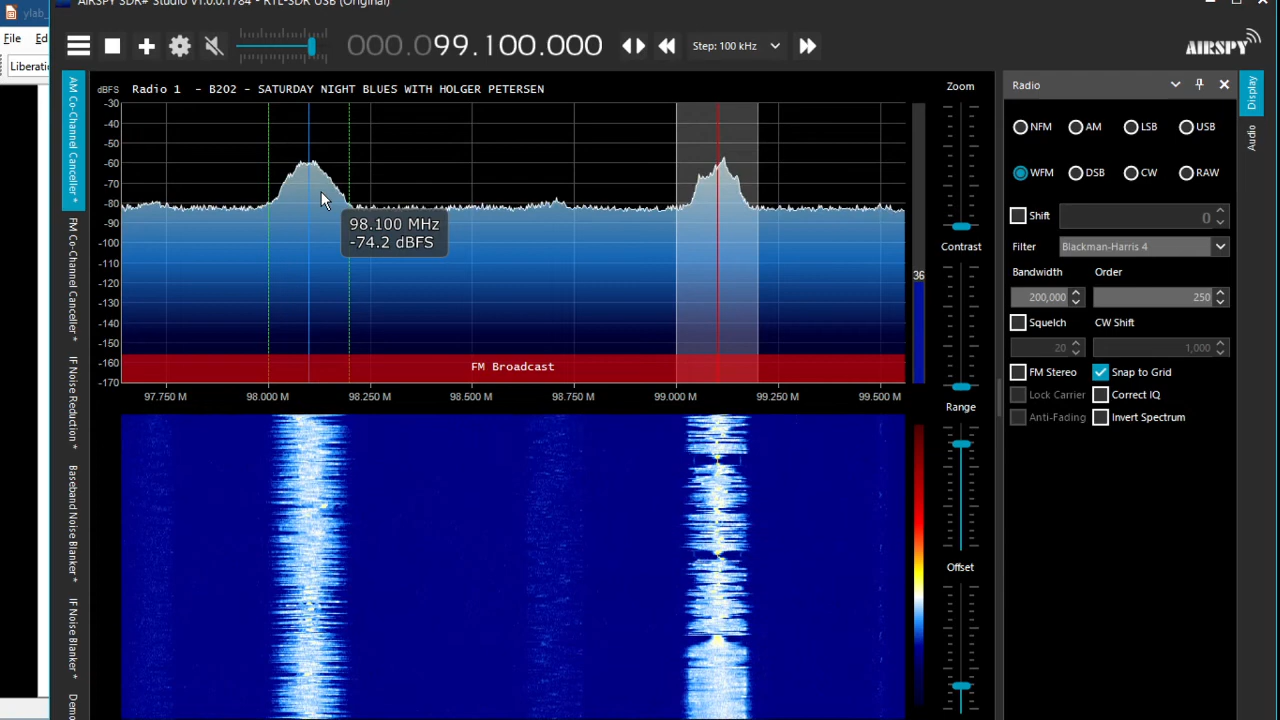 ylab_
AIRSPY SDR# Studio v1.0.0.1784 - RTL-SDR USB (Original)
File Ed
Liberatio
000.099.100.000
Step: 100 kHz
AIRSPY
dBFS
Radio 1 - B202 - SATURDAY NIGHT BLUES WITH HOLGER PETERSEN
-30
-40
-50
-60
-70
-80
-90
-100
-110
-120
-130
-140
-150
-160
-170
98.100 MHz
-74.2 dBFS
FM Broadcast
97.750 M 98.000 M 98.250 M 98.500 M 98.750 M 99.000 M 99.250 M 99.500 M
36
AM Co-Channel Canceller *
FM Co-Channel Canceller *
IF Noise Reduction *
Baseband Noise Blanker *
IF Noise Blanker *
Demo
Zoom
Contrast
Range
Offset
Radio
NFM AM LSB USB
WFM DSB CW RAW
Shift 0
Filter Blackman-Harris 4
Bandwidth Order
200,000 250
Squelch CW Shift
20 1,000
FM Stereo Snap to Grid
Lock Carrier Correct IQ
Anti-Fading Invert Spectrum
Display
Audio